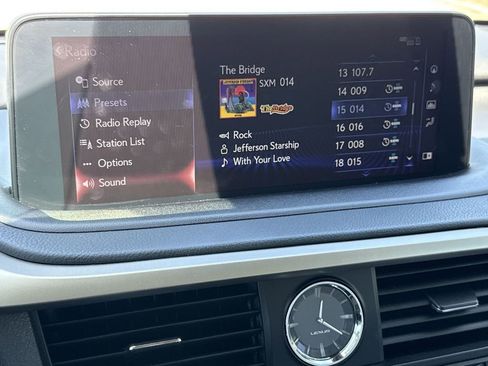 Radio
Source
Presets
Radio Replay
Station List
Options
Sound
The Bridge
SXM 014
The Bridge
Rock
Jefferson Starship
With Your Love
13 107.7
14 009
15 014
16 016
17 008
18 015
LEXUS